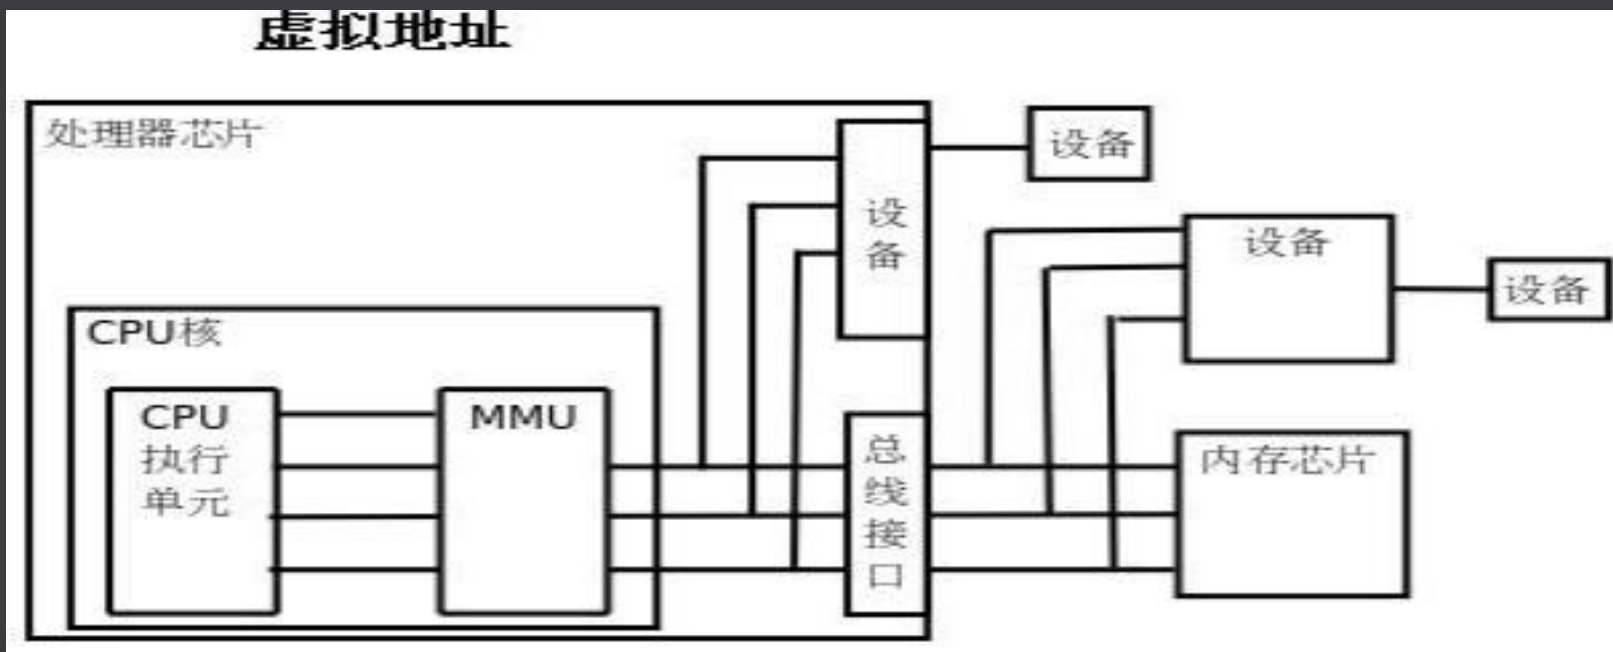 虚拟地址
处理器芯片
设备
设
备
设备
设备
CPU核
CPU
执行
单元
MMU
总
线
接
口
内存芯片